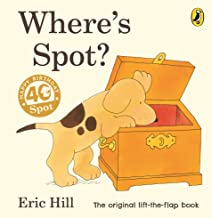 Where's Spot?
HAPPY BIRTHDAY
40
Spot
Eric Hill
The original lift-the-flap book